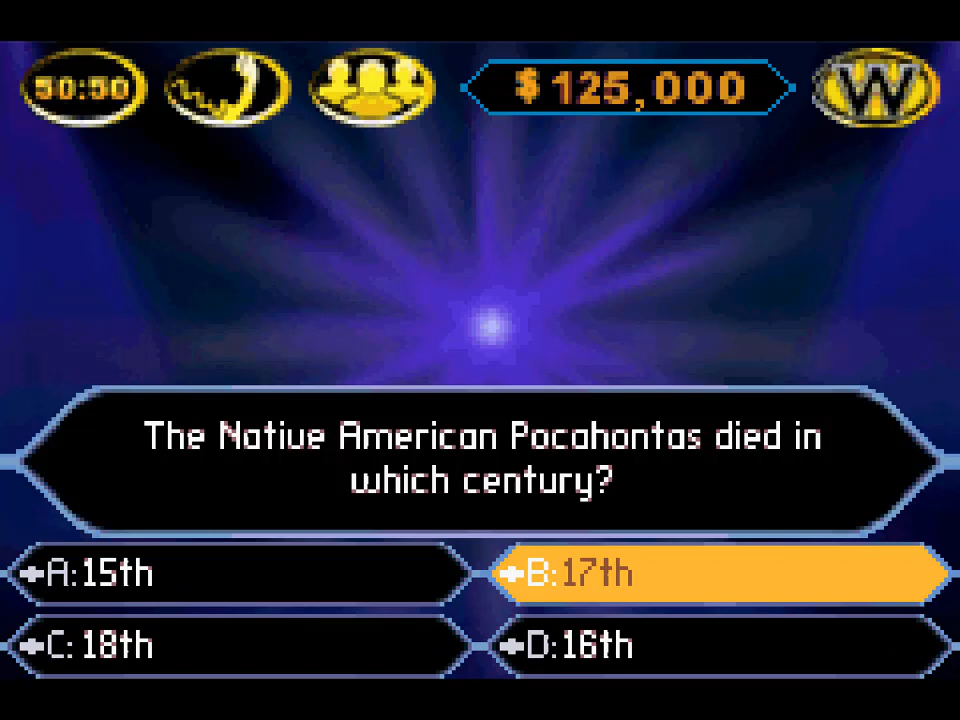 50:50
$ 125,000
W
The Native American Pocahontas died in
which century?
A:15th
B:17th
C:18th
D:16th